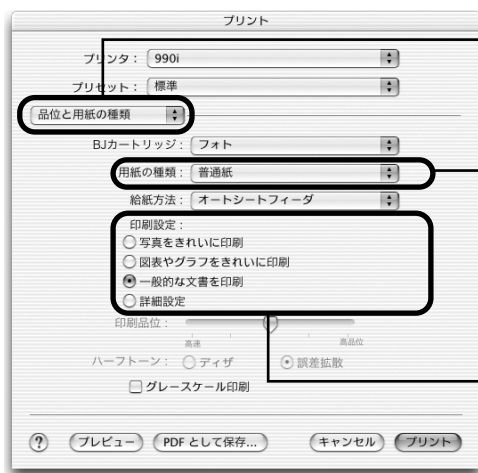 プリント
プリンタ： 990i
プリセット： 標準
品位と用紙の種類
BJカートリッジ： フォト
用紙の種類： 普通紙
給紙方法： オートシートフィーダ
印刷設定：
写真をきれいに印刷
図表やグラフをきれいに印刷
一般的な文書を印刷
詳細設定
印刷品位：
高速 高品位
ハーフトーン： ディザ 誤差拡散
グレースケール印刷
? プレビュー PDF として保存... キャンセル プリント